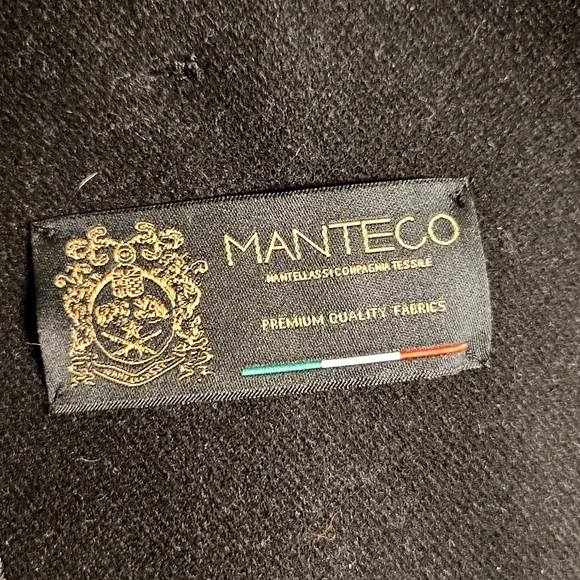 MANTECO
MANTELLASSI COMPAGNIA TESSILE
PREMIUM QUALITY FABRICS